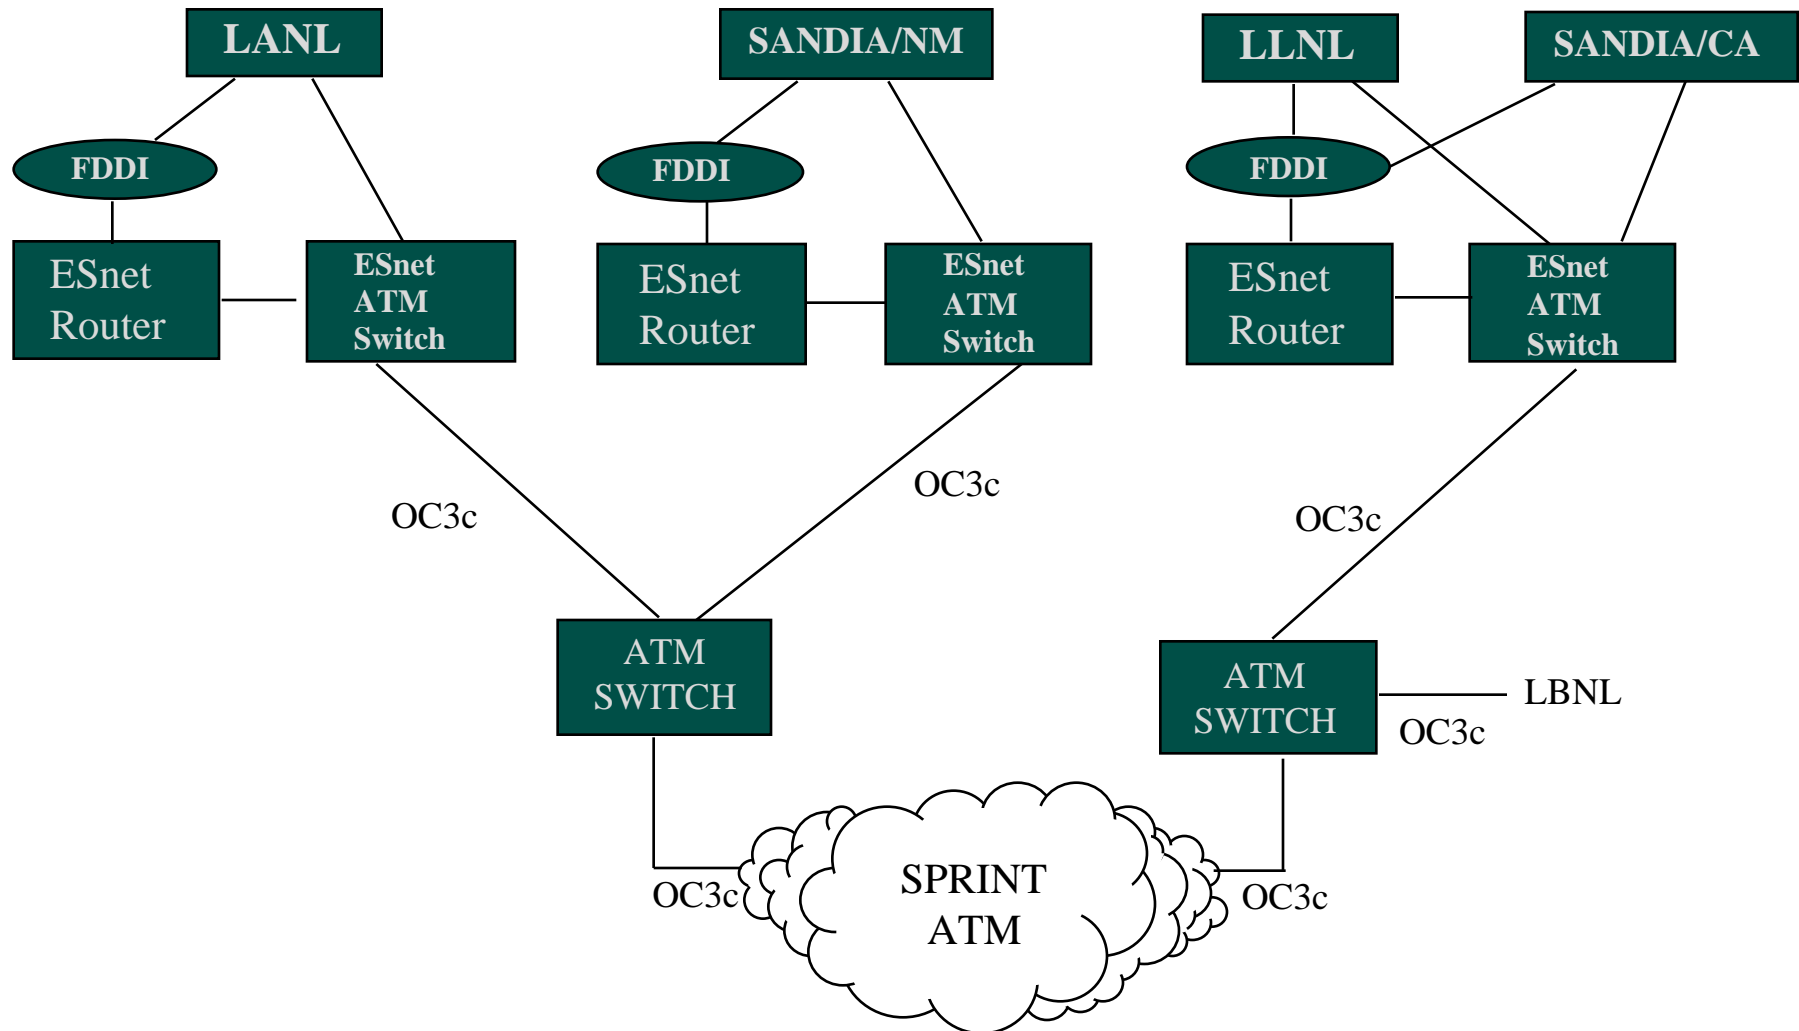 LANL
SANDIA/NM
LLNL
SANDIA/CA
FDDI
FDDI
FDDI
ESnet
Router
ESnet
ATM
Switch
ESnet
Router
ESnet
ATM
Switch
ESnet
Router
ESnet
ATM
Switch
OC3c
OC3c
OC3c
ATM
SWITCH
ATM
SWITCH
LBNL
OC3c
SPRINT
ATM
OC3c
OC3c